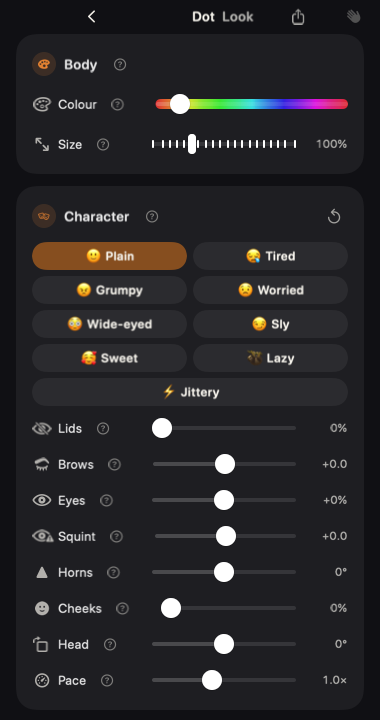 Dot Look
Body
Colour
Size 100%
Character
Plain Tired
Grumpy Worried
Wide-eyed Sly
Sweet Lazy
Jittery
Lids 0%
Brows +0.0
Eyes +0%
Squint +0.0
Horns 0°
Cheeks 0%
Head 0°
Pace 1.0×